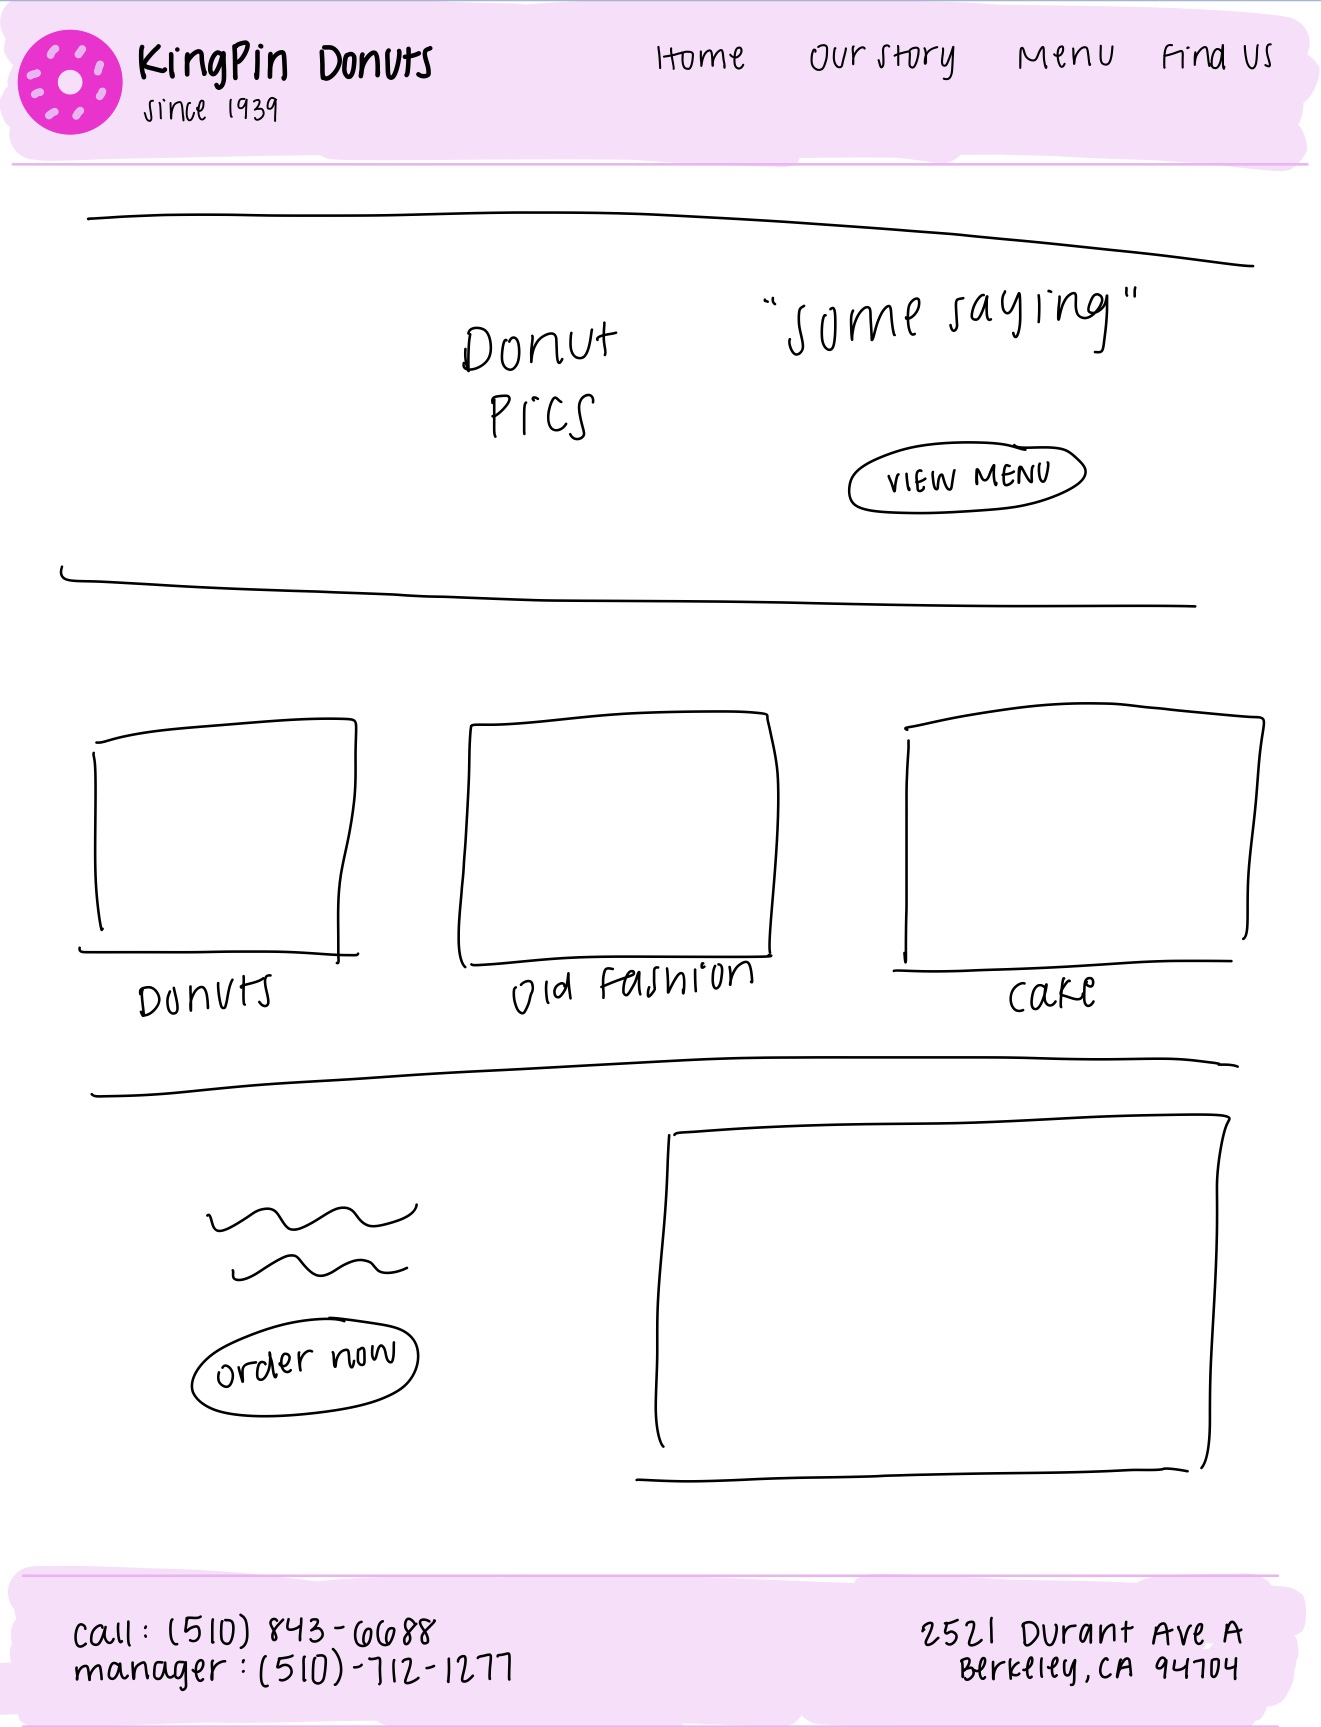 KingPin Donuts
since 1939
Home Our Story Menu Find Us
Donut
Pics
"some saying"
VIEW MENU
Donuts
Old Fashion
Cake
order now
call: (510) 843-6688
manager: (510)-712-1277
2521 Durant Ave A
Berkeley, CA 94704